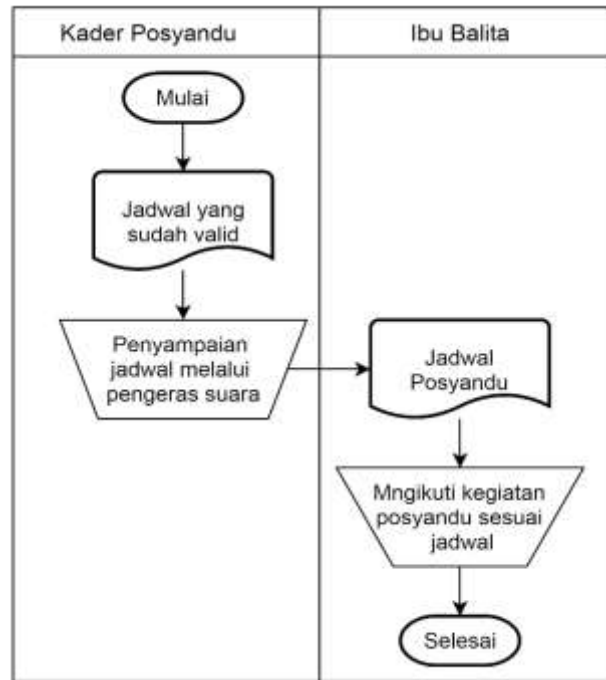 Kader Posyandu
Ibu Balita
Mulai
Jadwal yang
sudah valid
Penyampaian
jadwal melalui
pengeras suara
Jadwal
Posyandu
Mngikuti kegiatan
posyandu sesuai
jadwal
Selesai